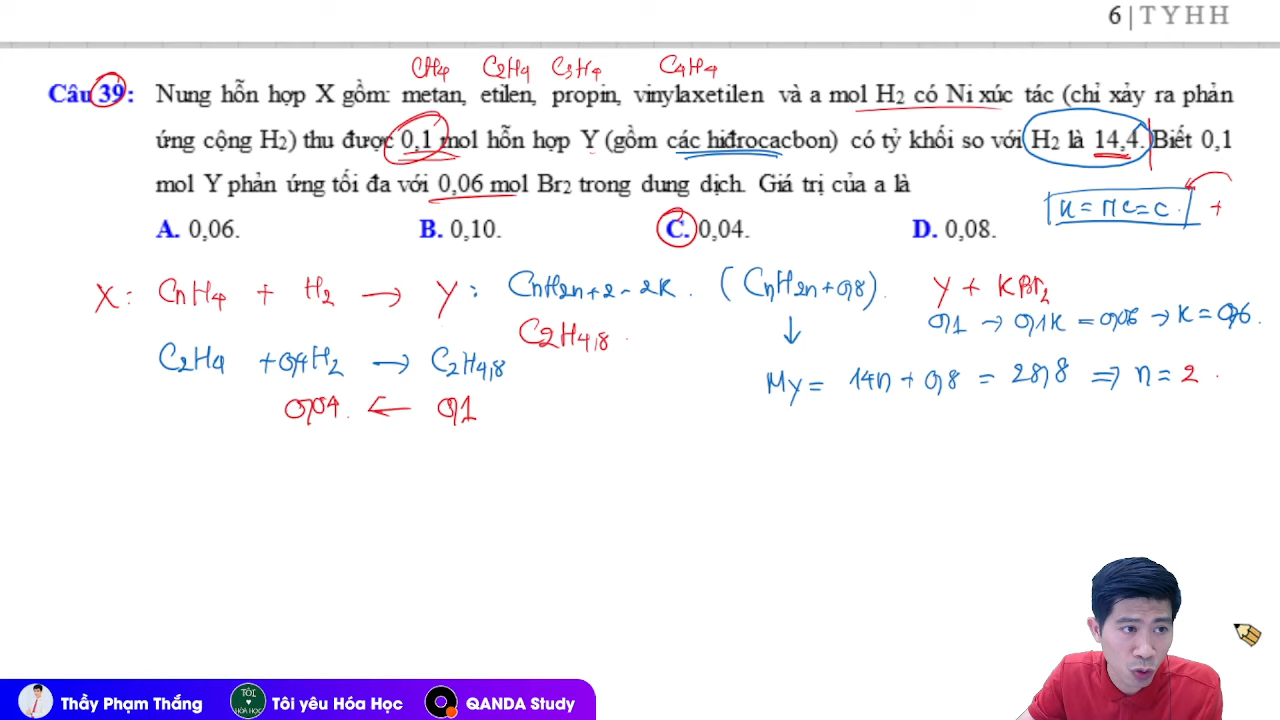 6 | T Y H H
CH4 C2H4 C3H4 C4H4
Câu 39: Nung hỗn hợp X gồm: metan, etilen, propin, vinylaxetilen và a mol H2 có Ni xúc tác (chỉ xảy ra phản
ứng cộng H2) thu được 0,1 mol hỗn hợp Y (gồm các hiđrocacbon) có tỷ khối so với H2 là 14,4. Biết 0,1
mol Y phản ứng tối đa với 0,06 mol Br2 trong dung dịch. Giá trị của a là
K = πC=C. +
A. 0,06. B. 0,10. C. 0,04. D. 0,08.
X: CnH4 + H2 → Y: CnH2n+2-2K. (CnH2n+0,8). Y + KBr2
C2H4,8. 0,1 → 0,1K = 0,06 → K = 0,6.
C2H4 + 0,4H2 → C2H4,8 ↓
MY = 14n + 0,8 = 28,8 ⇒ n = 2.
0,04. ← 0,1
Thầy Phạm Thắng
TÔI ♥ HÓA HỌC
Tôi yêu Hóa Học
QANDA Study